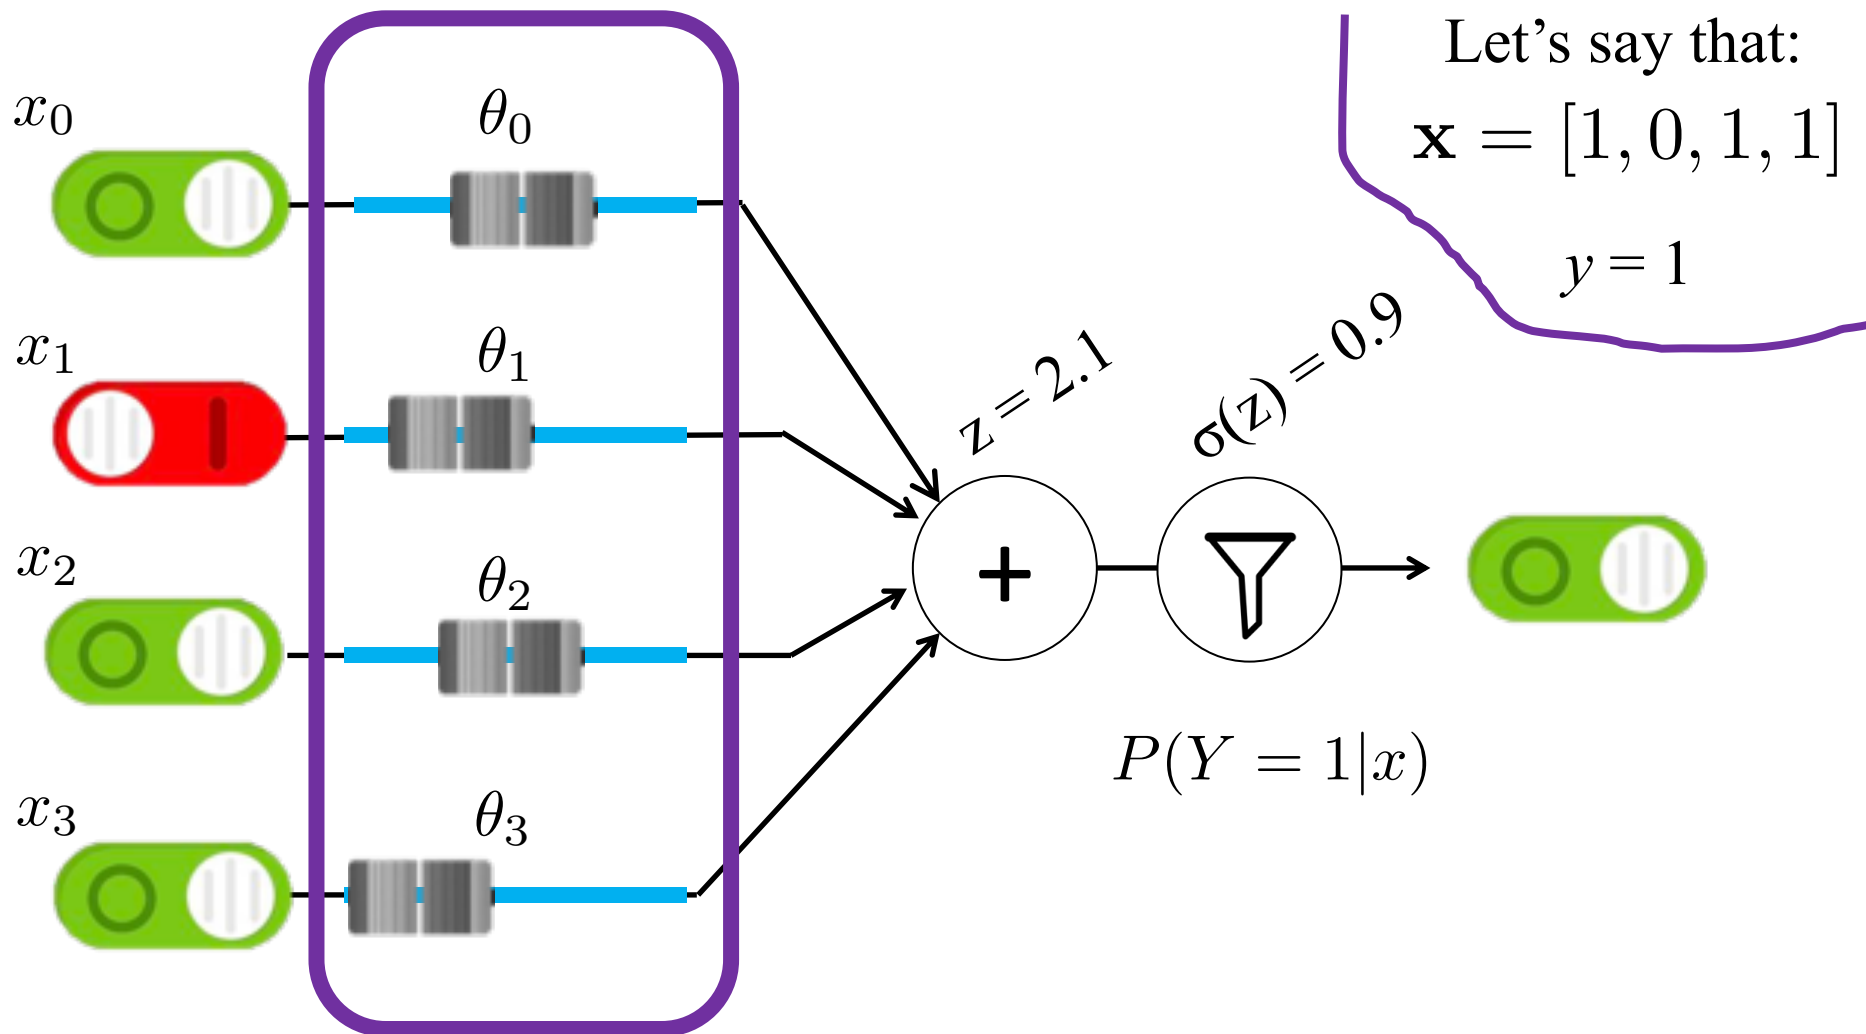 Let’s say that:
x = [1, 0, 1, 1]
y = 1
x₀
θ₀
x₁
θ₁
x₂
θ₂
x₃
θ₃
z = 2.1
σ(z) = 0.9
+
P(Y = 1|x)